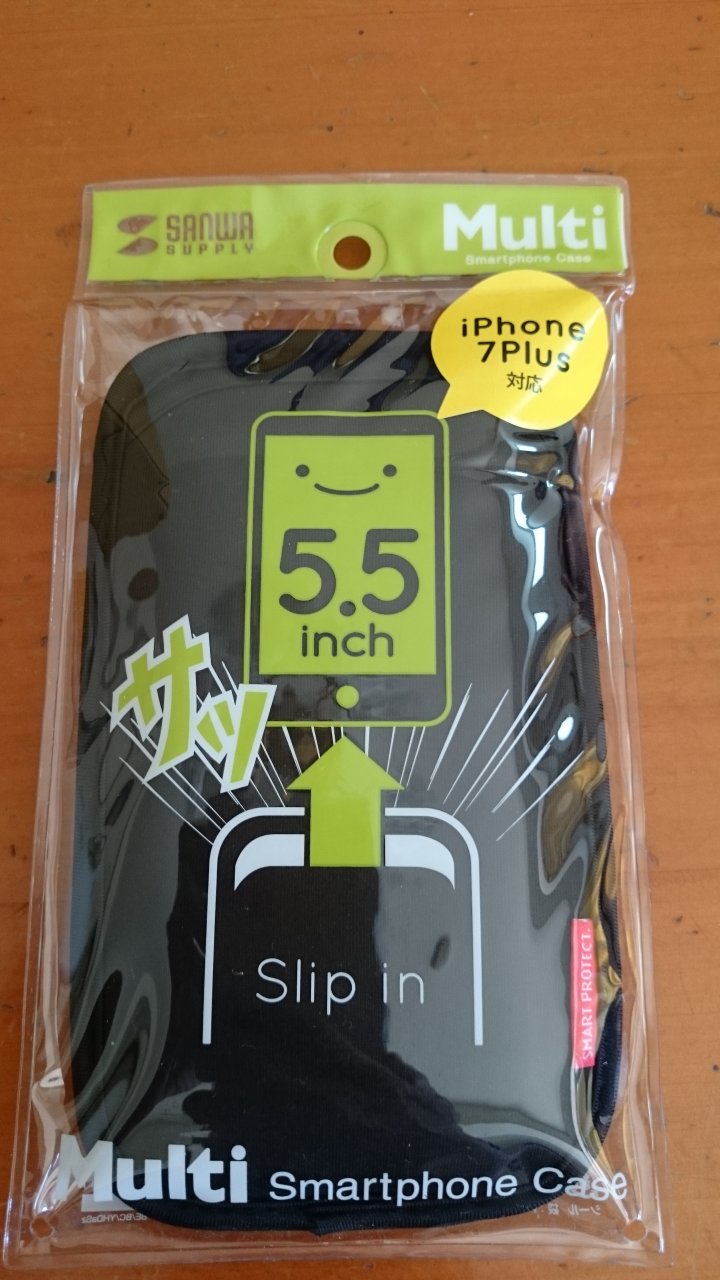 SANWA
SUPPLY
Multi
Smartphone Case
iPhone
7Plus
対応
5.5
inch
サッ
Slip in
SMART PROTECT.
Multi Smartphone Case